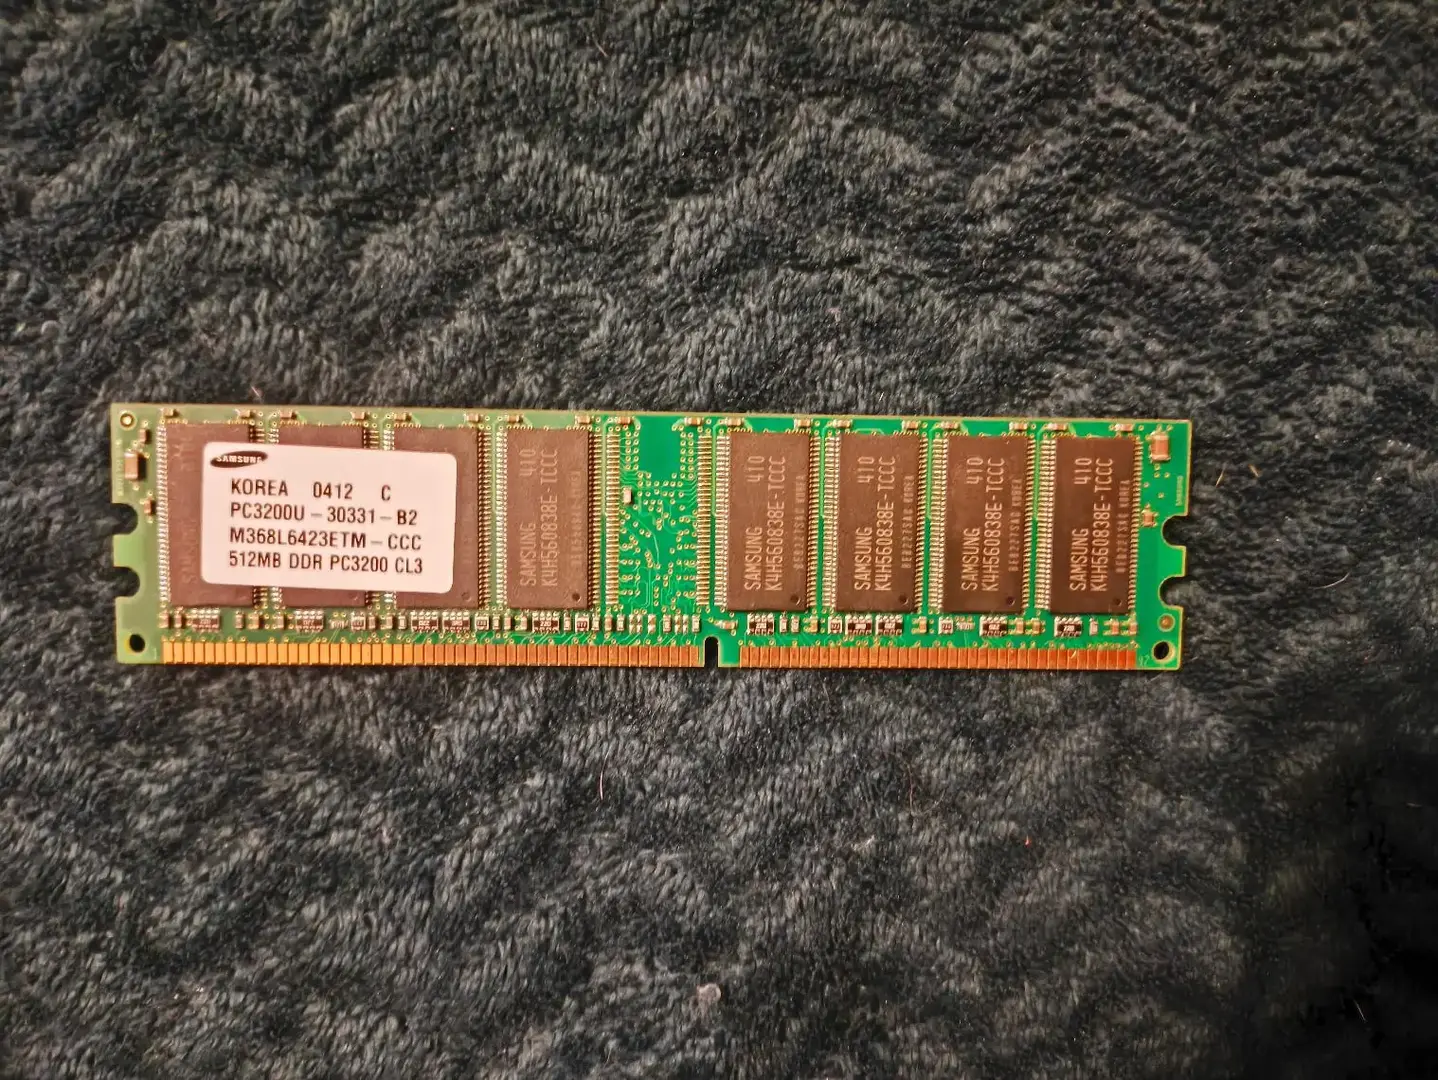 SAMSUNG
KOREA 0412 C
PC3200U-30331-B2
M368L6423ETM-CCC
512MB DDR PC3200 CL3
SAMSUNG 410
K4H560838E-TCCC
SAMSUNG 410
K4H560838E-TCCC
SAMSUNG 410
K4H560838E-TCCC
SAMSUNG 410
K4H560838E-TCCC
SAMSUNG 410
K4H560838E-TCCC